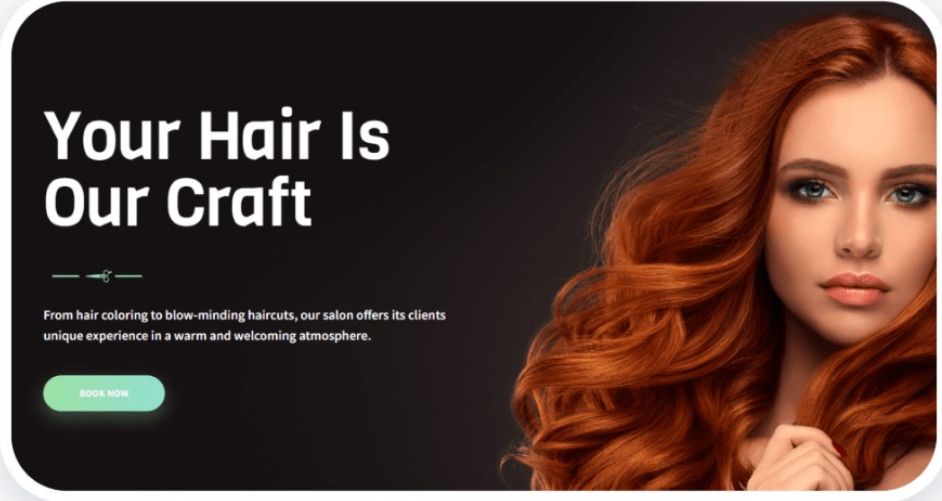 Your Hair Is
Our Craft
From hair coloring to blow-minding haircuts, our salon offers its clients
unique experience in a warm and welcoming atmosphere.
BOOK NOW